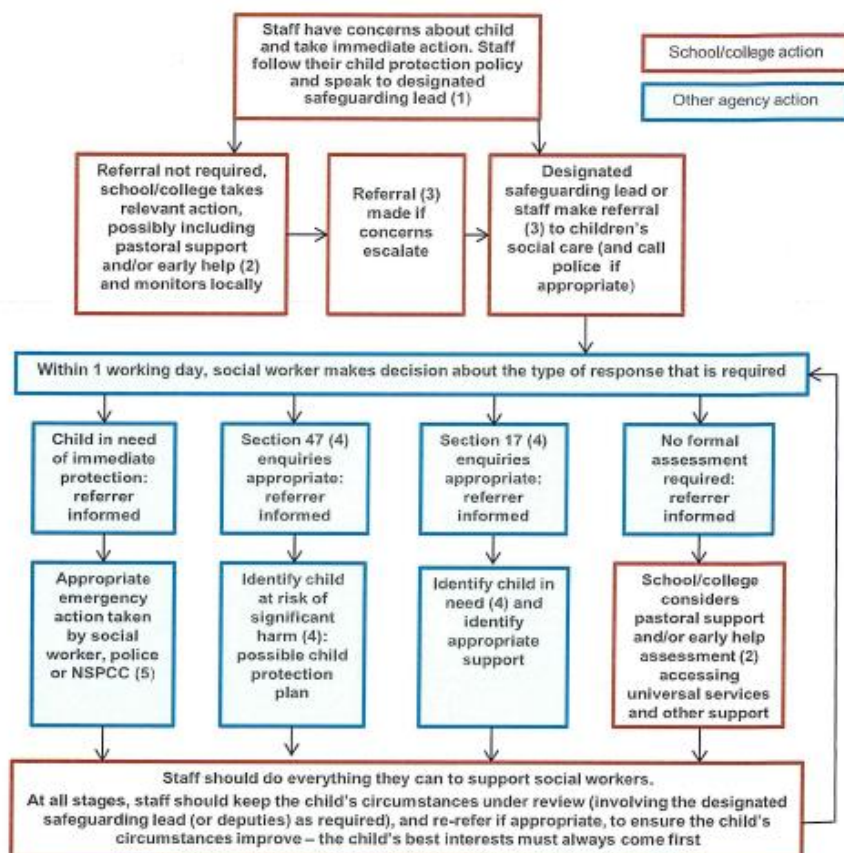 Staff have concerns about child
and take immediate action. Staff
follow their child protection policy
and speak to designated
safeguarding lead (1)
School/college action
Other agency action
Referral not required,
school/college takes
relevant action,
possibly including
pastoral support
and/or early help (2)
and monitors locally
Referral (3)
made if
concerns
escalate
Designated
safeguarding lead or
staff make referral
(3) to children's
social care (and call
police if
appropriate)
Within 1 working day, social worker makes decision about the type of response that is required
Child in need
of immediate
protection:
referrer
informed
Section 47 (4)
enquiries
appropriate:
referrer
informed
Section 17 (4)
enquiries
appropriate:
referrer
informed
No formal
assessment
required:
referrer
informed
Appropriate
emergency
action taken
by social
worker, police
or NSPCC (5)
Identify child
at risk of
significant
harm (4):
possible child
protection
plan
Identify child in
need (4) and
identify
appropriate
support
School/college
considers
pastoral support
and/or early help
assessment (2)
accessing
universal services
and other support
Staff should do everything they can to support social workers.
At all stages, staff should keep the child's circumstances under review (involving the designated
safeguarding lead (or deputies) as required), and re-refer if appropriate, to ensure the child's
circumstances improve – the child's best interests must always come first